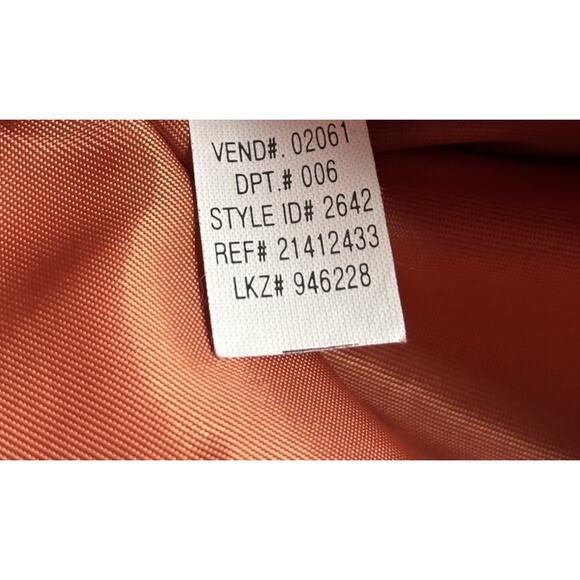 VEND#. 02061
DPT.# 006
STYLE ID# 2642
REF# 21412433
LKZ# 946228